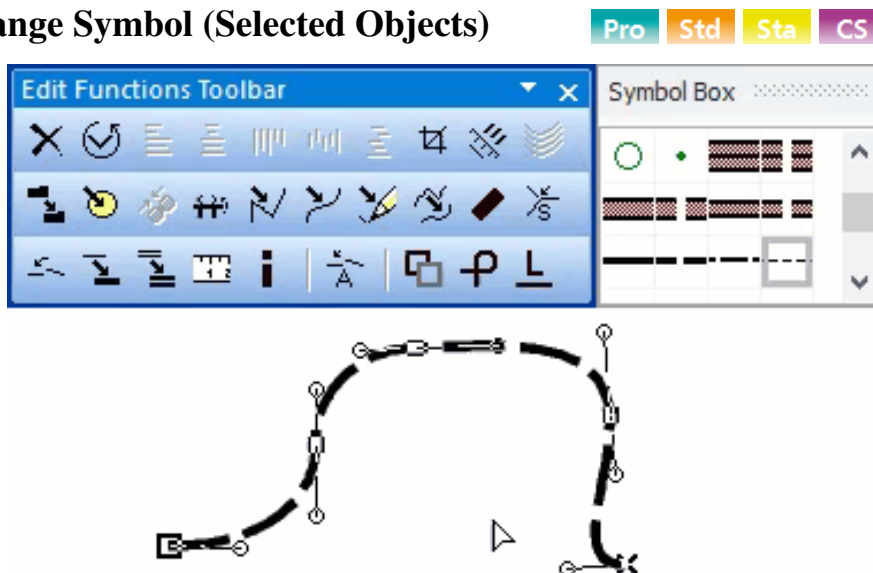 ange Symbol (Selected Objects)
Pro Std Sta CS
Edit Functions Toolbar
Symbol Box